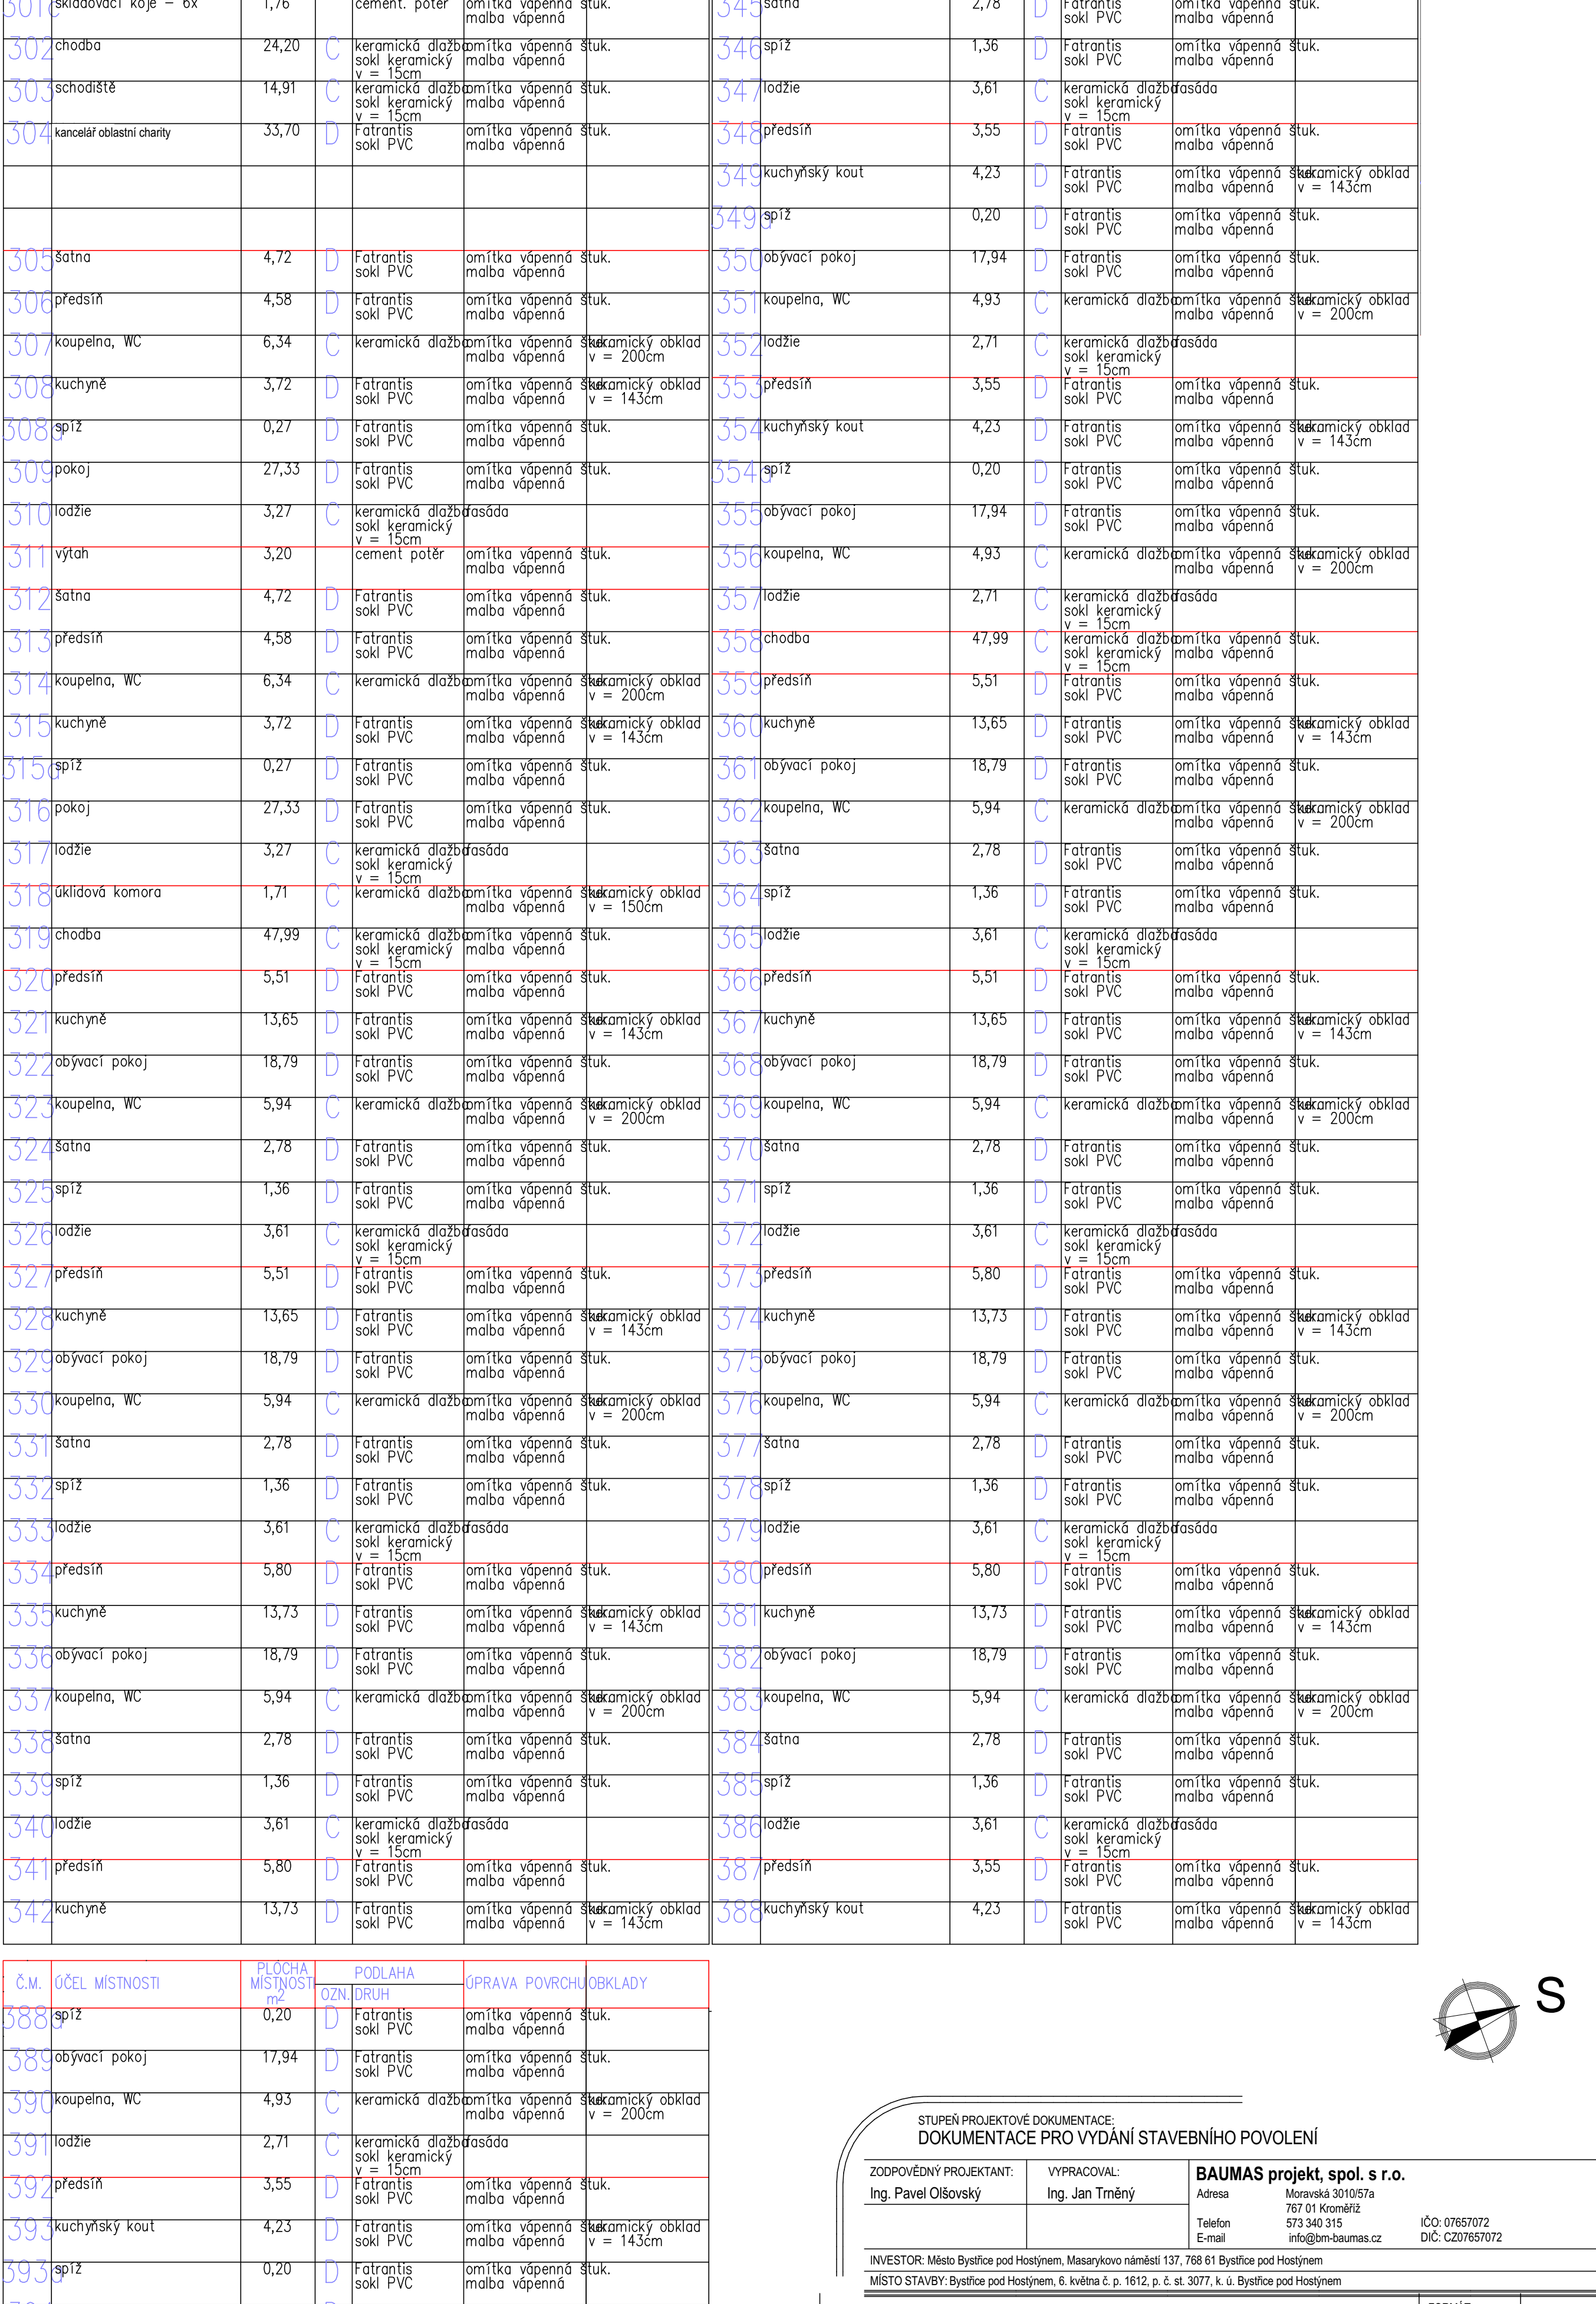 301c skladovací kóje – 6x 1,76 cement. potěr omítka vápenná štuk.
malba vápenná
302 chodba 24,20 C keramická dlažba omítka vápenná štuk.
sokl keramický malba vápenná
v = 15cm
303 schodiště 14,91 C keramická dlažba omítka vápenná štuk.
sokl keramický malba vápenná
v = 15cm
304 kancelář oblastní charity 33,70 D Fatrantis omítka vápenná štuk.
sokl PVC malba vápenná
305 šatna 4,72 D Fatrantis omítka vápenná štuk.
sokl PVC malba vápenná
306 předsíň 4,58 D Fatrantis omítka vápenná štuk.
sokl PVC malba vápenná
307 koupelna, WC 6,34 C keramická dlažba omítka vápenná štuk. keramický obklad
malba vápenná v = 200cm
308 kuchyně 3,72 D Fatrantis omítka vápenná štuk. keramický obklad
sokl PVC malba vápenná v = 143cm
308a spíž 0,27 D Fatrantis omítka vápenná štuk.
sokl PVC malba vápenná
309 pokoj 27,33 D Fatrantis omítka vápenná štuk.
sokl PVC malba vápenná
310 lodžie 3,27 C keramická dlažba fasáda
sokl keramický
v = 15cm
311 výtah 3,20 cement potěr omítka vápenná štuk.
malba vápenná
312 šatna 4,72 D Fatrantis omítka vápenná štuk.
sokl PVC malba vápenná
313 předsíň 4,58 D Fatrantis omítka vápenná štuk.
sokl PVC malba vápenná
314 koupelna, WC 6,34 C keramická dlažba omítka vápenná štuk. keramický obklad
malba vápenná v = 200cm
315 kuchyně 3,72 D Fatrantis omítka vápenná štuk. keramický obklad
sokl PVC malba vápenná v = 143cm
315a spíž 0,27 D Fatrantis omítka vápenná štuk.
sokl PVC malba vápenná
316 pokoj 27,33 D Fatrantis omítka vápenná štuk.
sokl PVC malba vápenná
317 lodžie 3,27 C keramická dlažba fasáda
sokl keramický
v = 15cm
318 úklidová komora 1,71 C keramická dlažba omítka vápenná štuk. keramický obklad
malba vápenná v = 150cm
319 chodba 47,99 C keramická dlažba omítka vápenná štuk.
sokl keramický malba vápenná
v = 15cm
320 předsíň 5,51 D Fatrantis omítka vápenná štuk.
sokl PVC malba vápenná
321 kuchyně 13,65 D Fatrantis omítka vápenná štuk. keramický obklad
sokl PVC malba vápenná v = 143cm
322 obývací pokoj 18,79 D Fatrantis omítka vápenná štuk.
sokl PVC malba vápenná
323 koupelna, WC 5,94 C keramická dlažba omítka vápenná štuk. keramický obklad
malba vápenná v = 200cm
324 šatna 2,78 D Fatrantis omítka vápenná štuk.
sokl PVC malba vápenná
325 spíž 1,36 D Fatrantis omítka vápenná štuk.
sokl PVC malba vápenná
326 lodžie 3,61 C keramická dlažba fasáda
sokl keramický
v = 15cm
327 předsíň 5,51 D Fatrantis omítka vápenná štuk.
sokl PVC malba vápenná
328 kuchyně 13,65 D Fatrantis omítka vápenná štuk. keramický obklad
sokl PVC malba vápenná v = 143cm
329 obývací pokoj 18,79 D Fatrantis omítka vápenná štuk.
sokl PVC malba vápenná
330 koupelna, WC 5,94 C keramická dlažba omítka vápenná štuk. keramický obklad
malba vápenná v = 200cm
331 šatna 2,78 D Fatrantis omítka vápenná štuk.
sokl PVC malba vápenná
332 spíž 1,36 D Fatrantis omítka vápenná štuk.
sokl PVC malba vápenná
333 lodžie 3,61 C keramická dlažba fasáda
sokl keramický
v = 15cm
334 předsíň 5,80 D Fatrantis omítka vápenná štuk.
sokl PVC malba vápenná
335 kuchyně 13,73 D Fatrantis omítka vápenná štuk. keramický obklad
sokl PVC malba vápenná v = 143cm
336 obývací pokoj 18,79 D Fatrantis omítka vápenná štuk.
sokl PVC malba vápenná
337 koupelna, WC 5,94 C keramická dlažba omítka vápenná štuk. keramický obklad
malba vápenná v = 200cm
338 šatna 2,78 D Fatrantis omítka vápenná štuk.
sokl PVC malba vápenná
339 spíž 1,36 D Fatrantis omítka vápenná štuk.
sokl PVC malba vápenná
340 lodžie 3,61 C keramická dlažba fasáda
sokl keramický
v = 15cm
341 předsíň 5,80 D Fatrantis omítka vápenná štuk.
sokl PVC malba vápenná
342 kuchyně 13,73 D Fatrantis omítka vápenná štuk. keramický obklad
sokl PVC malba vápenná v = 143cm
345 šatna 2,78 D Fatrantis omítka vápenná štuk.
sokl PVC malba vápenná
346 spíž 1,36 D Fatrantis omítka vápenná štuk.
sokl PVC malba vápenná
347 lodžie 3,61 C keramická dlažba fasáda
sokl keramický
v = 15cm
348 předsíň 3,55 D Fatrantis omítka vápenná štuk.
sokl PVC malba vápenná
349 kuchyňský kout 4,23 D Fatrantis omítka vápenná štuk. keramický obklad
sokl PVC malba vápenná v = 143cm
349a spíž 0,20 D Fatrantis omítka vápenná štuk.
sokl PVC malba vápenná
350 obývací pokoj 17,94 D Fatrantis omítka vápenná štuk.
sokl PVC malba vápenná
351 koupelna, WC 4,93 C keramická dlažba omítka vápenná štuk. keramický obklad
malba vápenná v = 200cm
352 lodžie 2,71 C keramická dlažba fasáda
sokl keramický
v = 15cm
353 předsíň 3,55 D Fatrantis omítka vápenná štuk.
sokl PVC malba vápenná
354 kuchyňský kout 4,23 D Fatrantis omítka vápenná štuk. keramický obklad
sokl PVC malba vápenná v = 143cm
354a spíž 0,20 D Fatrantis omítka vápenná štuk.
sokl PVC malba vápenná
355 obývací pokoj 17,94 D Fatrantis omítka vápenná štuk.
sokl PVC malba vápenná
356 koupelna, WC 4,93 C keramická dlažba omítka vápenná štuk. keramický obklad
malba vápenná v = 200cm
357 lodžie 2,71 C keramická dlažba fasáda
sokl keramický
v = 15cm
358 chodba 47,99 C keramická dlažba omítka vápenná štuk.
sokl keramický malba vápenná
v = 15cm
359 předsíň 5,51 D Fatrantis omítka vápenná štuk.
sokl PVC malba vápenná
360 kuchyně 13,65 D Fatrantis omítka vápenná štuk. keramický obklad
sokl PVC malba vápenná v = 143cm
361 obývací pokoj 18,79 D Fatrantis omítka vápenná štuk.
sokl PVC malba vápenná
362 koupelna, WC 5,94 C keramická dlažba omítka vápenná štuk. keramický obklad
malba vápenná v = 200cm
363 šatna 2,78 D Fatrantis omítka vápenná štuk.
sokl PVC malba vápenná
364 spíž 1,36 D Fatrantis omítka vápenná štuk.
sokl PVC malba vápenná
365 lodžie 3,61 C keramická dlažba fasáda
sokl keramický
v = 15cm
366 předsíň 5,51 D Fatrantis omítka vápenná štuk.
sokl PVC malba vápenná
367 kuchyně 13,65 D Fatrantis omítka vápenná štuk. keramický obklad
sokl PVC malba vápenná v = 143cm
368 obývací pokoj 18,79 D Fatrantis omítka vápenná štuk.
sokl PVC malba vápenná
369 koupelna, WC 5,94 C keramická dlažba omítka vápenná štuk. keramický obklad
malba vápenná v = 200cm
370 šatna 2,78 D Fatrantis omítka vápenná štuk.
sokl PVC malba vápenná
371 spíž 1,36 D Fatrantis omítka vápenná štuk.
sokl PVC malba vápenná
372 lodžie 3,61 C keramická dlažba fasáda
sokl keramický
v = 15cm
373 předsíň 5,80 D Fatrantis omítka vápenná štuk.
sokl PVC malba vápenná
374 kuchyně 13,73 D Fatrantis omítka vápenná štuk. keramický obklad
sokl PVC malba vápenná v = 143cm
375 obývací pokoj 18,79 D Fatrantis omítka vápenná štuk.
sokl PVC malba vápenná
376 koupelna, WC 5,94 C keramická dlažba omítka vápenná štuk. keramický obklad
malba vápenná v = 200cm
377 šatna 2,78 D Fatrantis omítka vápenná štuk.
sokl PVC malba vápenná
378 spíž 1,36 D Fatrantis omítka vápenná štuk.
sokl PVC malba vápenná
379 lodžie 3,61 C keramická dlažba fasáda
sokl keramický
v = 15cm
380 předsíň 5,80 D Fatrantis omítka vápenná štuk.
sokl PVC malba vápenná
381 kuchyně 13,73 D Fatrantis omítka vápenná štuk. keramický obklad
sokl PVC malba vápenná v = 143cm
382 obývací pokoj 18,79 D Fatrantis omítka vápenná štuk.
sokl PVC malba vápenná
383 koupelna, WC 5,94 C keramická dlažba omítka vápenná štuk. keramický obklad
malba vápenná v = 200cm
384 šatna 2,78 D Fatrantis omítka vápenná štuk.
sokl PVC malba vápenná
385 spíž 1,36 D Fatrantis omítka vápenná štuk.
sokl PVC malba vápenná
386 lodžie 3,61 C keramická dlažba fasáda
sokl keramický
v = 15cm
387 předsíň 3,55 D Fatrantis omítka vápenná štuk.
sokl PVC malba vápenná
388 kuchyňský kout 4,23 D Fatrantis omítka vápenná štuk. keramický obklad
sokl PVC malba vápenná v = 143cm
Č.M. ÚČEL MÍSTNOSTI PLOCHA MÍSTNOSTI m2 PODLAHA ÚPRAVA POVRCHU OBKLADY
OZN. DRUH
388a spíž 0,20 D Fatrantis omítka vápenná štuk.
sokl PVC malba vápenná
389 obývací pokoj 17,94 D Fatrantis omítka vápenná štuk.
sokl PVC malba vápenná
390 koupelna, WC 4,93 C keramická dlažba omítka vápenná štuk. keramický obklad
malba vápenná v = 200cm
391 lodžie 2,71 C keramická dlažba fasáda
sokl keramický
v = 15cm
392 předsíň 3,55 D Fatrantis omítka vápenná štuk.
sokl PVC malba vápenná
393 kuchyňský kout 4,23 D Fatrantis omítka vápenná štuk. keramický obklad
sokl PVC malba vápenná v = 143cm
393a spíž 0,20 D Fatrantis omítka vápenná štuk.
sokl PVC malba vápenná
S
STUPEŇ PROJEKTOVÉ DOKUMENTACE:
DOKUMENTACE PRO VYDÁNÍ STAVEBNÍHO POVOLENÍ
ZODPOVĚDNÝ PROJEKTANT: VYPRACOVAL: BAUMAS projekt, spol. s r.o.
Ing. Pavel Olšovský Ing. Jan Trněný Adresa Moravská 3010/57a
767 01 Kroměříž
Telefon 573 340 315 IČO: 07657072
E-mail info@bm-baumas.cz DIČ: CZ07657072
INVESTOR: Město Bystřice pod Hostýnem, Masarykovo náměstí 137, 768 61 Bystřice pod Hostýnem
MÍSTO STAVBY: Bystřice pod Hostýnem, 6. května č. p. 1612, p. č. st. 3077, k. ú. Bystřice pod Hostýnem